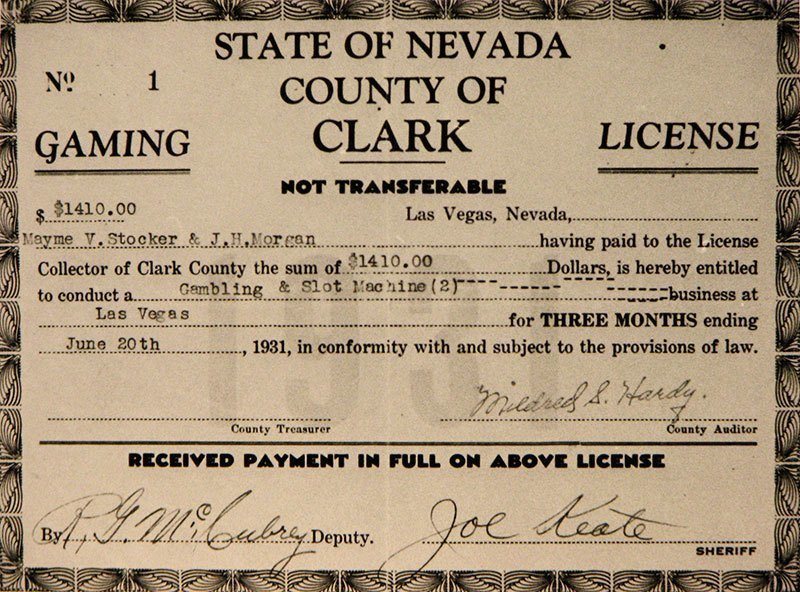 STATE OF NEVADA
Nº 1
COUNTY OF
CLARK
GAMING LICENSE
NOT TRANSFERABLE
$ $1410.00 Las Vegas, Nevada,
Mayme V. Stocker & J.H.Morgan having paid to the License
Collector of Clark County the sum of $1410.00 Dollars, is hereby entitled
to conduct a Gambling & Slot Machine(2) business at
Las Vegas for THREE MONTHS ending
June 20th, 1931, in conformity with and subject to the provisions of law.
1931
Mildred S. Hardy.
County Treasurer County Auditor
RECEIVED PAYMENT IN FULL ON ABOVE LICENSE
By R. G. McCubrey Deputy. Joe Keate
SHERIFF